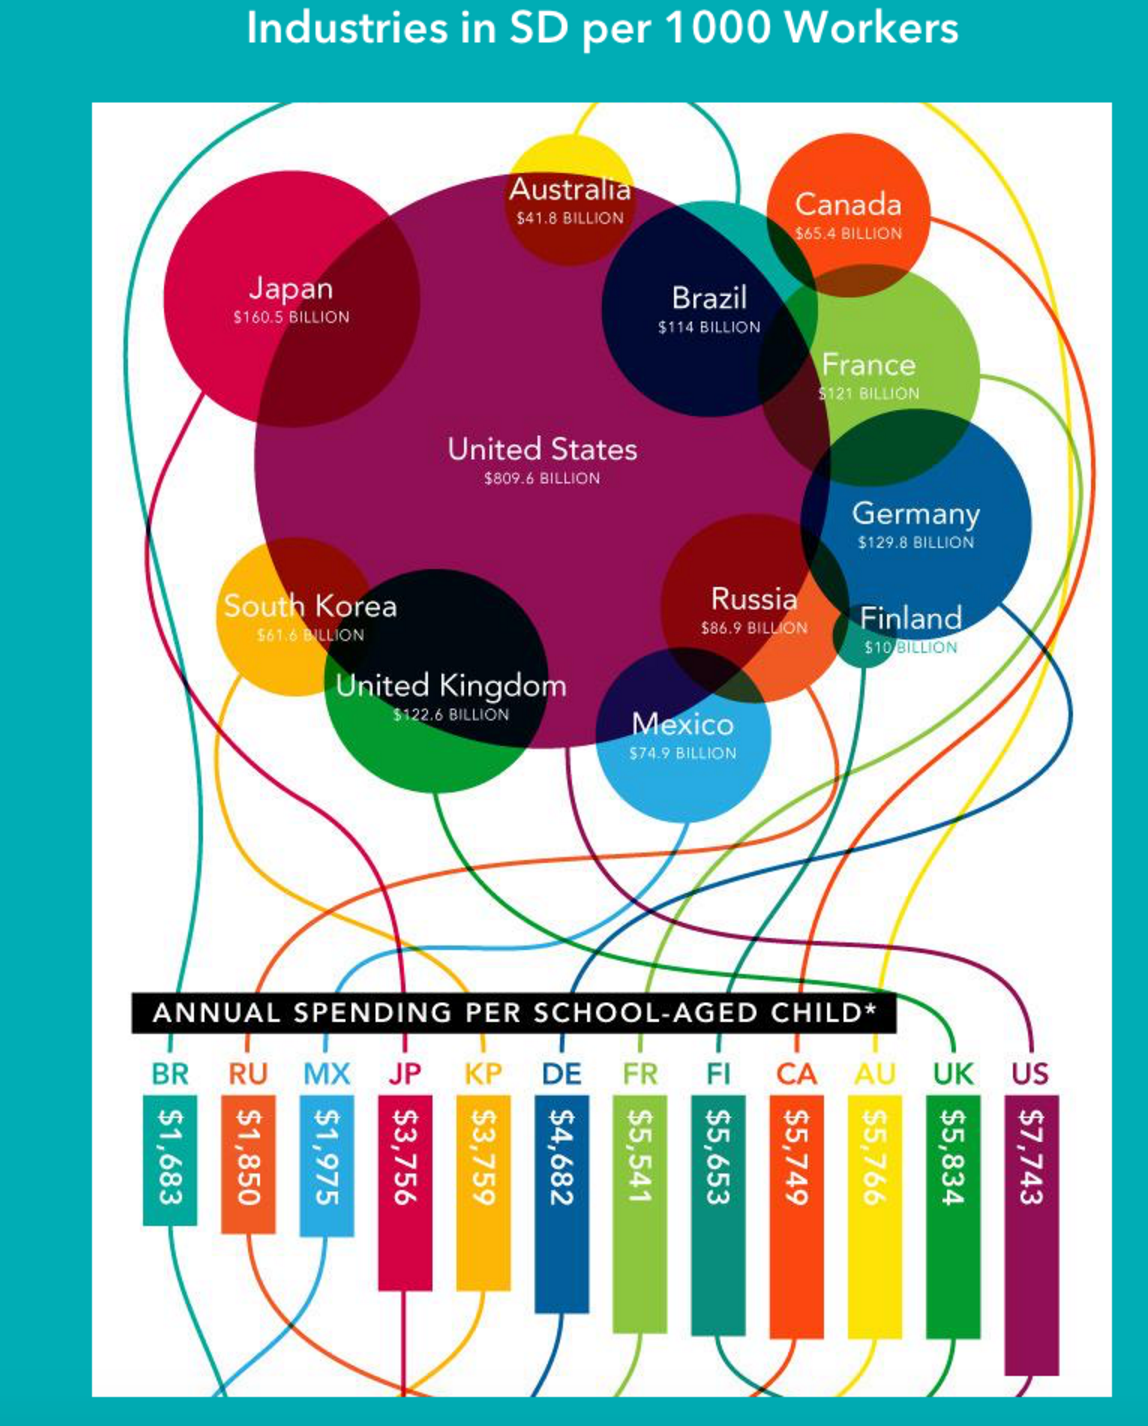 Industries in SD per 1000 Workers
Australia
$41.8 BILLION
Canada
$65.4 BILLION
Japan
$160.5 BILLION
Brazil
$114 BILLION
France
$121 BILLION
United States
$809.6 BILLION
Germany
$129.8 BILLION
South Korea
$61.6 BILLION
Russia
$86.9 BILLION
Finland
$10 BILLION
United Kingdom
$122.6 BILLION
Mexico
$74.9 BILLION
ANNUAL SPENDING PER SCHOOL-AGED CHILD*
BR RU MX JP KP DE FR FI CA AU UK US
$1,683 $1,850 $1,975 $3,756 $3,759 $4,682 $5,541 $5,653 $5,749 $5,766 $5,834 $7,743